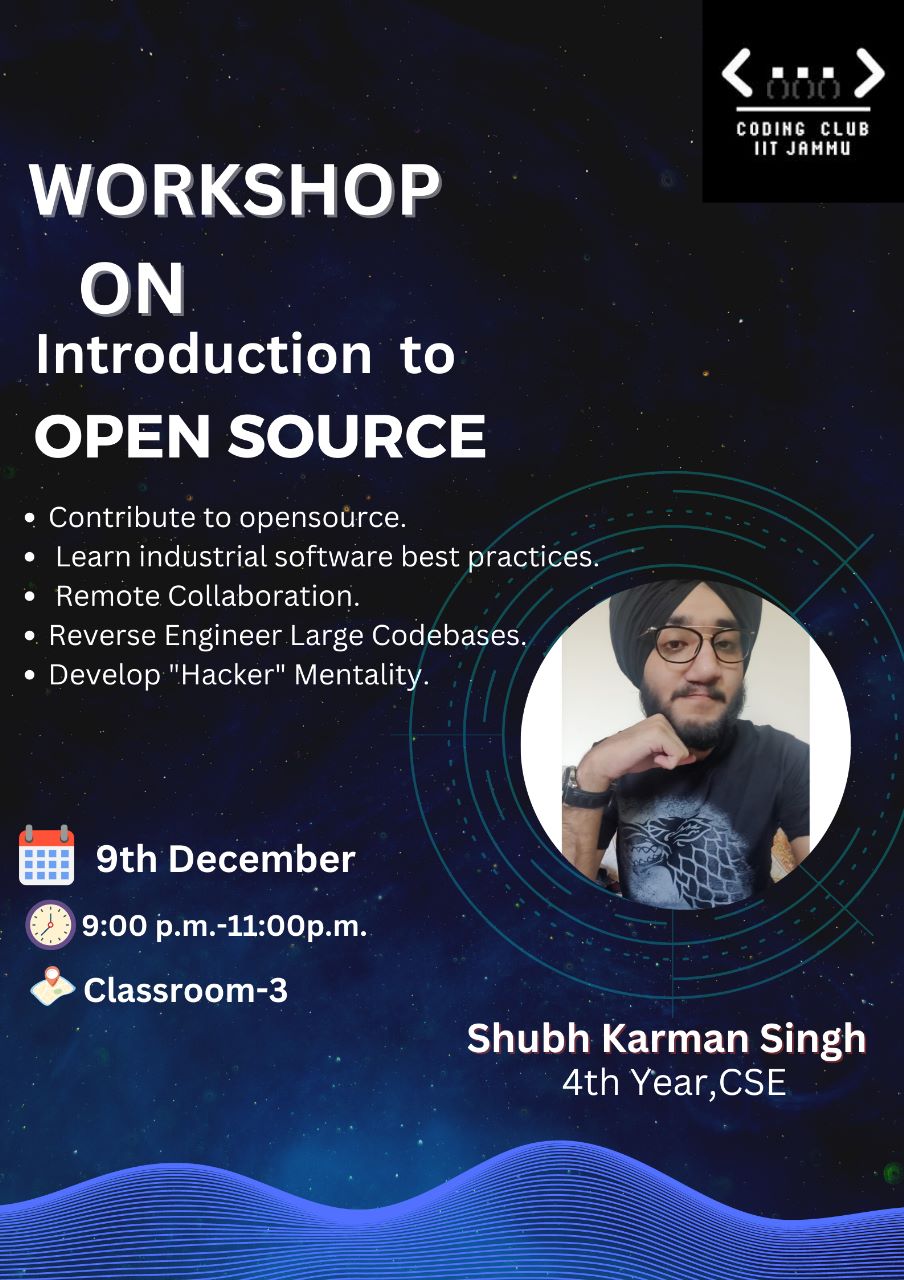 CODING CLUB
IIT JAMMU
WORKSHOP
ON
Introduction to
OPEN SOURCE
• Contribute to opensource.
• Learn industrial software best practices.
• Remote Collaboration.
• Reverse Engineer Large Codebases.
• Develop "Hacker" Mentality.
9th December
9:00 p.m.-11:00p.m.
Classroom-3
Shubh Karman Singh
4th Year,CSE